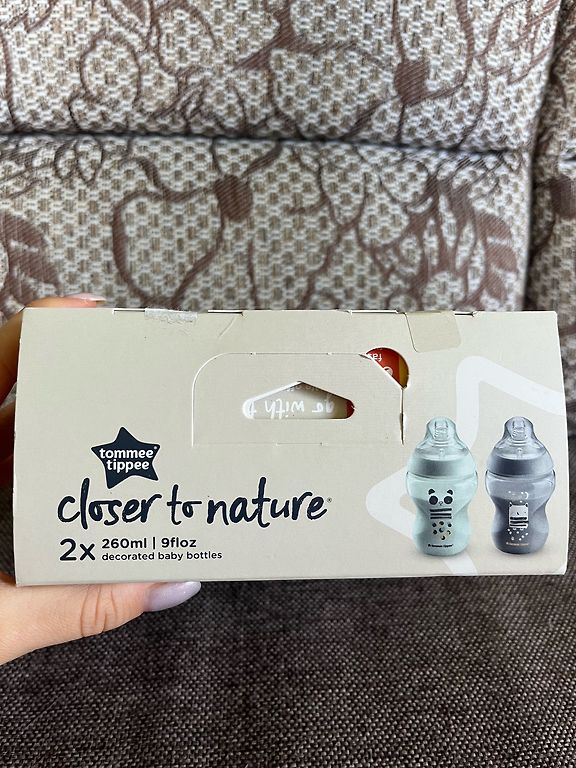 tommee
tippee
closer to nature®
2x
260ml | 9floz
decorated baby bottles